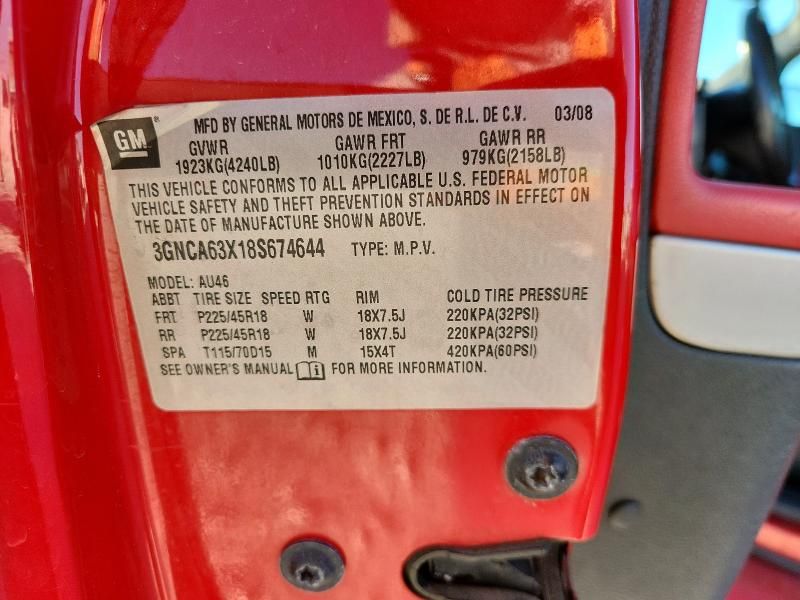 GM
MFD BY GENERAL MOTORS DE MEXICO, S. DE R.L. DE C.V. 03/08
GVWR GAWR FRT GAWR RR
1923KG(4240LB) 1010KG(2227LB) 979KG(2158LB)
THIS VEHICLE CONFORMS TO ALL APPLICABLE U.S. FEDERAL MOTOR
VEHICLE SAFETY AND THEFT PREVENTION STANDARDS IN EFFECT ON
THE DATE OF MANUFACTURE SHOWN ABOVE.
3GNCA63X18S674644 TYPE: M.P.V.
MODEL: AU46
ABBT TIRE SIZE SPEED RTG RIM COLD TIRE PRESSURE
FRT P225/45R18 W 18X7.5J 220KPA(32PSI)
RR P225/45R18 W 18X7.5J 220KPA(32PSI)
SPA T115/70D15 M 15X4T 420KPA(60PSI)
SEE OWNER'S MANUAL i FOR MORE INFORMATION.